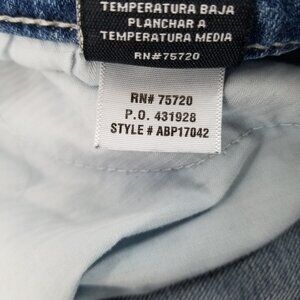 TEMPERATURA BAJA
PLANCHAR A
TEMPERATURA MEDIA
RN#75720
RN# 75720
P.O. 431928
STYLE # ABP17042